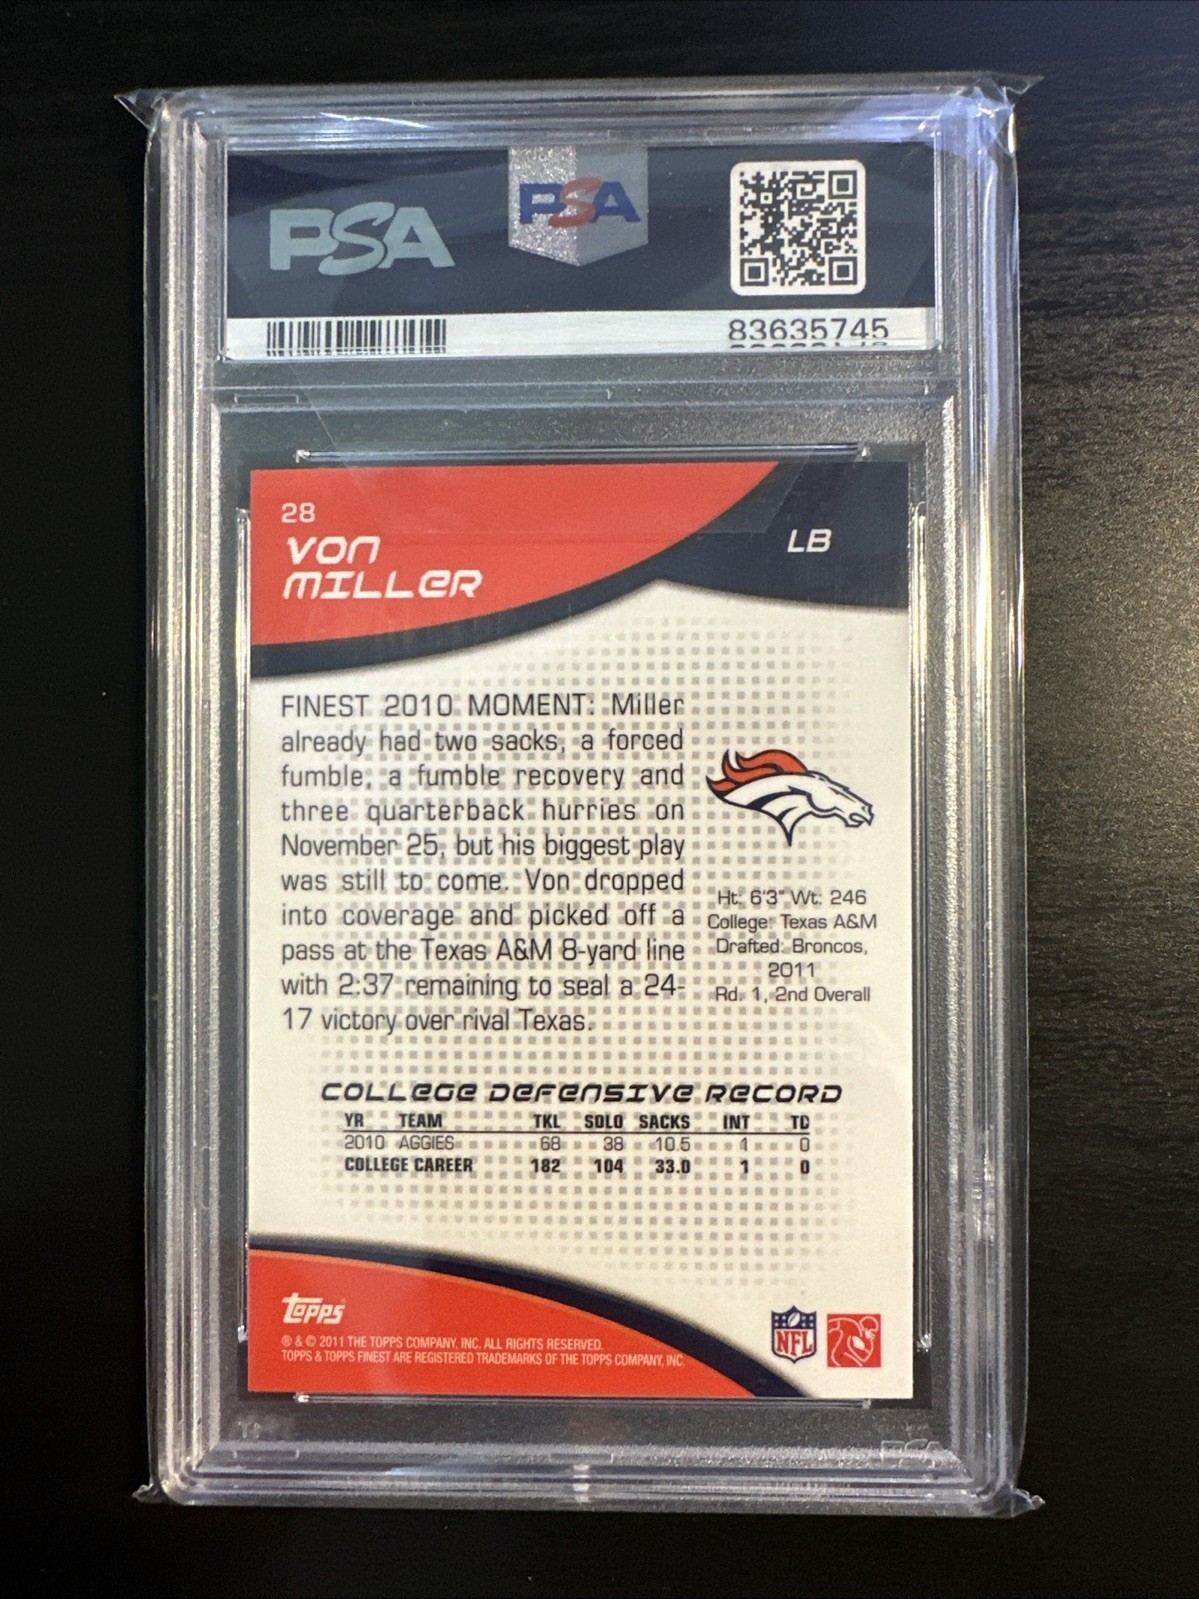 PSA
PSA
83635745
28
VON
MILLER
LB
FINEST 2010 MOMENT: Miller
already had two sacks, a forced
fumble, a fumble recovery and
three quarterback hurries on
November 25, but his biggest play
was still to come. Von dropped
into coverage and picked off a
pass at the Texas A&M 8-yard line
with 2:37 remaining to seal a 24-
17 victory over rival Texas.
Ht: 6'3" Wt: 246
College: Texas A&M
Drafted: Broncos,
2011
Rd. 1, 2nd Overall
COLLEGE DEFENSIVE RECORD
YR TEAM TKL SOLO SACKS INT TD
2010 AGGIES 68 38 10.5 1 0
COLLEGE CAREER 182 104 33.0 1 0
topps
® & © 2011 THE TOPPS COMPANY, INC. ALL RIGHTS RESERVED.
TOPPS & TOPPS FINEST ARE REGISTERED TRADEMARKS OF THE TOPPS COMPANY, INC.
NFL
PSA